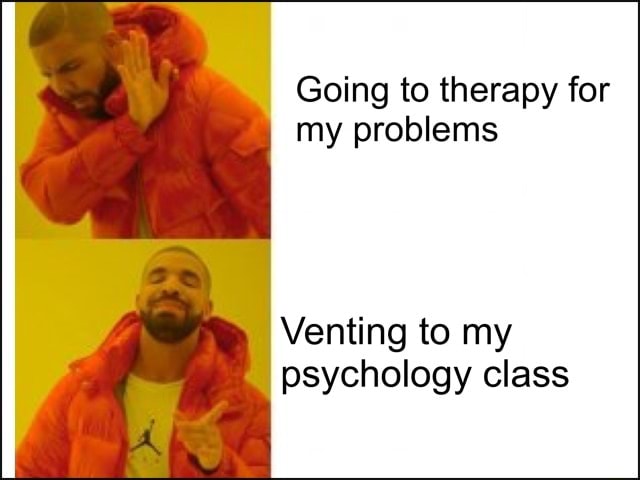 Going to therapy for
my problems
Venting to my
psychology class